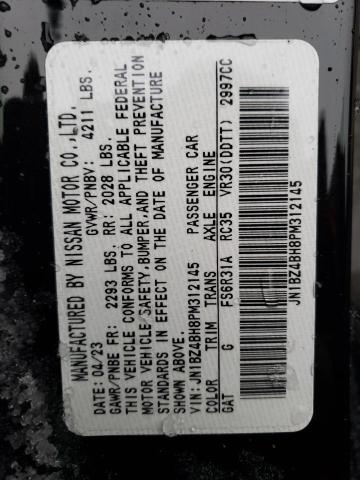 MANUFACTURED BY NISSAN MOTOR CO.,LTD.
DATE: 04/23 GVWR/PNBV: 4211 LBS.
GAWR/PNBE FR: 2293 LBS. RR: 2028 LBS.
THIS VEHICLE CONFORMS TO ALL APPLICABLE FEDERAL
MOTOR VEHICLE SAFETY,BUMPER,AND THEFT PREVENTION
STANDARDS IN EFFECT ON THE DATE OF MANUFACTURE
SHOWN ABOVE.
VIN: JN1BZ4BH8PM312145 PASSENGER CAR
COLOR TRIM TRANS AXLE ENGINE
GAT G FS6R31A RC35 VR30(DDTT) 2997CC
JN1BZ4BH8PM312145